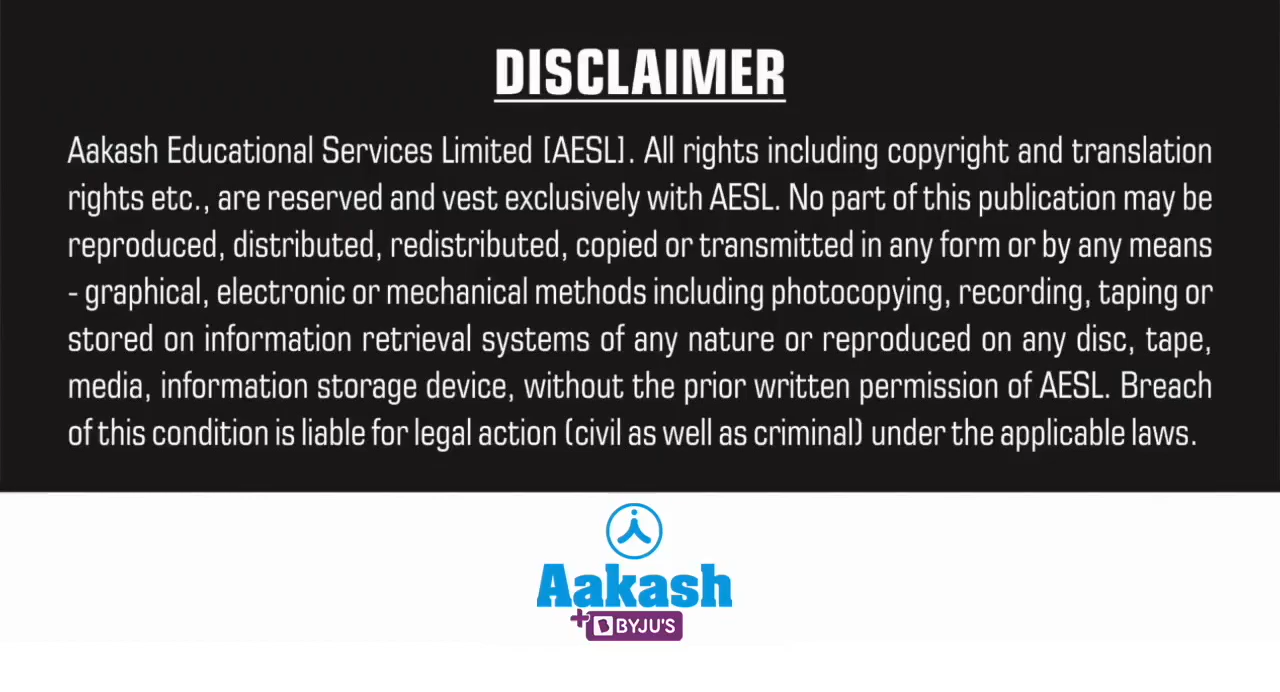 DISCLAIMER
Aakash Educational Services Limited [AESL]. All rights including copyright and translation
rights etc., are reserved and vest exclusively with AESL. No part of this publication may be
reproduced, distributed, redistributed, copied or transmitted in any form or by any means
- graphical, electronic or mechanical methods including photocopying, recording, taping or
stored on information retrieval systems of any nature or reproduced on any disc, tape,
media, information storage device, without the prior written permission of AESL. Breach
of this condition is liable for legal action (civil as well as criminal) under the applicable laws.
Aakash
+ BYJU'S